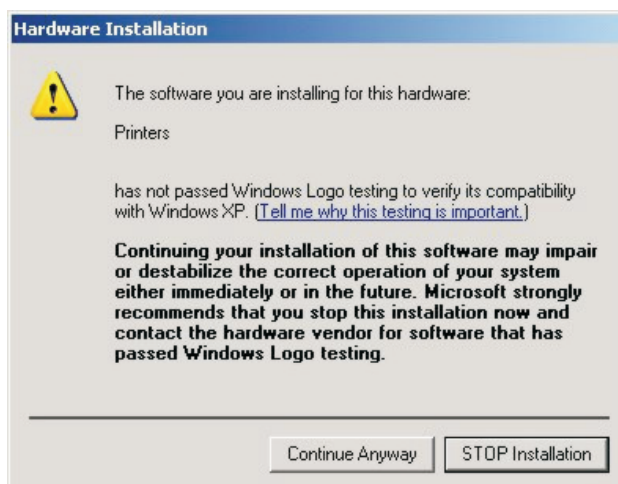 Hardware Installation
The software you are installing for this hardware:
Printers
has not passed Windows Logo testing to verify its compatibility
with Windows XP. (Tell me why this testing is important.)
Continuing your installation of this software may impair
or destabilize the correct operation of your system
either immediately or in the future. Microsoft strongly
recommends that you stop this installation now and
contact the hardware vendor for software that has
passed Windows Logo testing.
Continue Anyway
STOP Installation